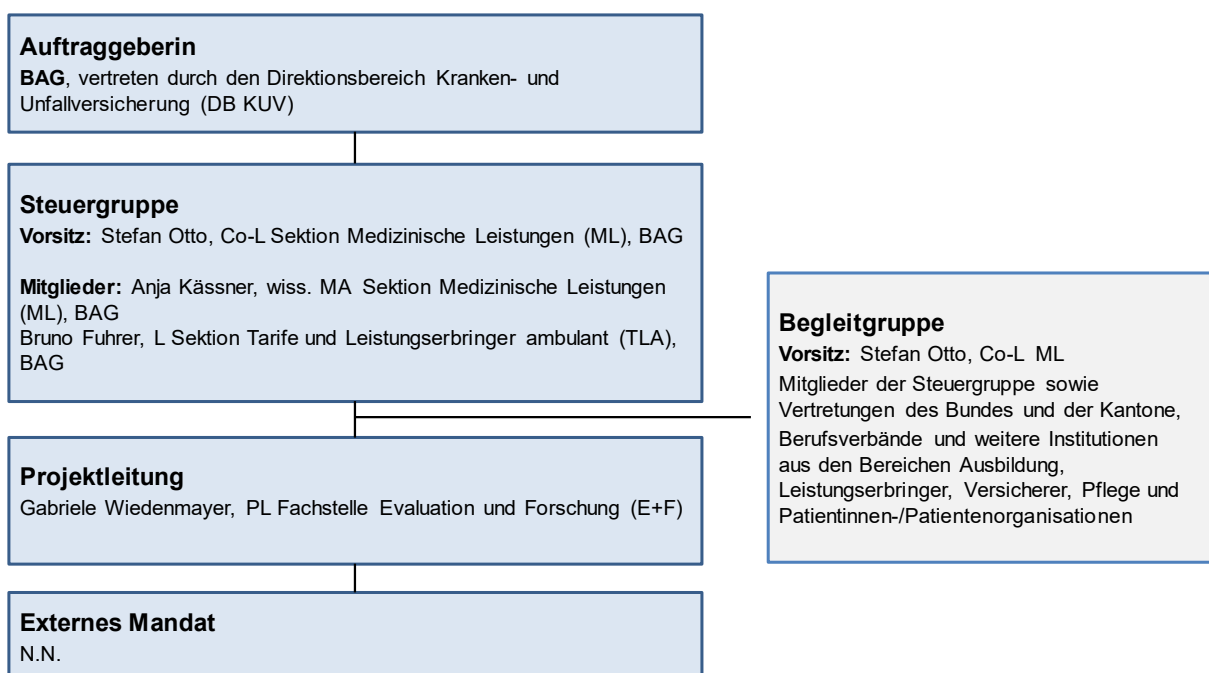 Auftraggeberin
BAG, vertreten durch den Direktionsbereich Kranken- und
Unfallversicherung (DB KUV)
Steuergruppe
Vorsitz: Stefan Otto, Co-L Sektion Medizinische Leistungen (ML), BAG
Mitglieder: Anja Kässner, wiss. MA Sektion Medizinische Leistungen
(ML), BAG
Bruno Fuhrer, L Sektion Tarife und Leistungserbringer ambulant (TLA),
BAG
Begleitgruppe
Vorsitz: Stefan Otto, Co-L ML
Mitglieder der Steuergruppe sowie
Vertretungen des Bundes und der Kantone,
Berufsverbände und weitere Institutionen
aus den Bereichen Ausbildung,
Leistungserbringer, Versicherer, Pflege und
Patientinnen-/Patientenorganisationen
Projektleitung
Gabriele Wiedenmayer, PL Fachstelle Evaluation und Forschung (E+F)
Externes Mandat
N.N.